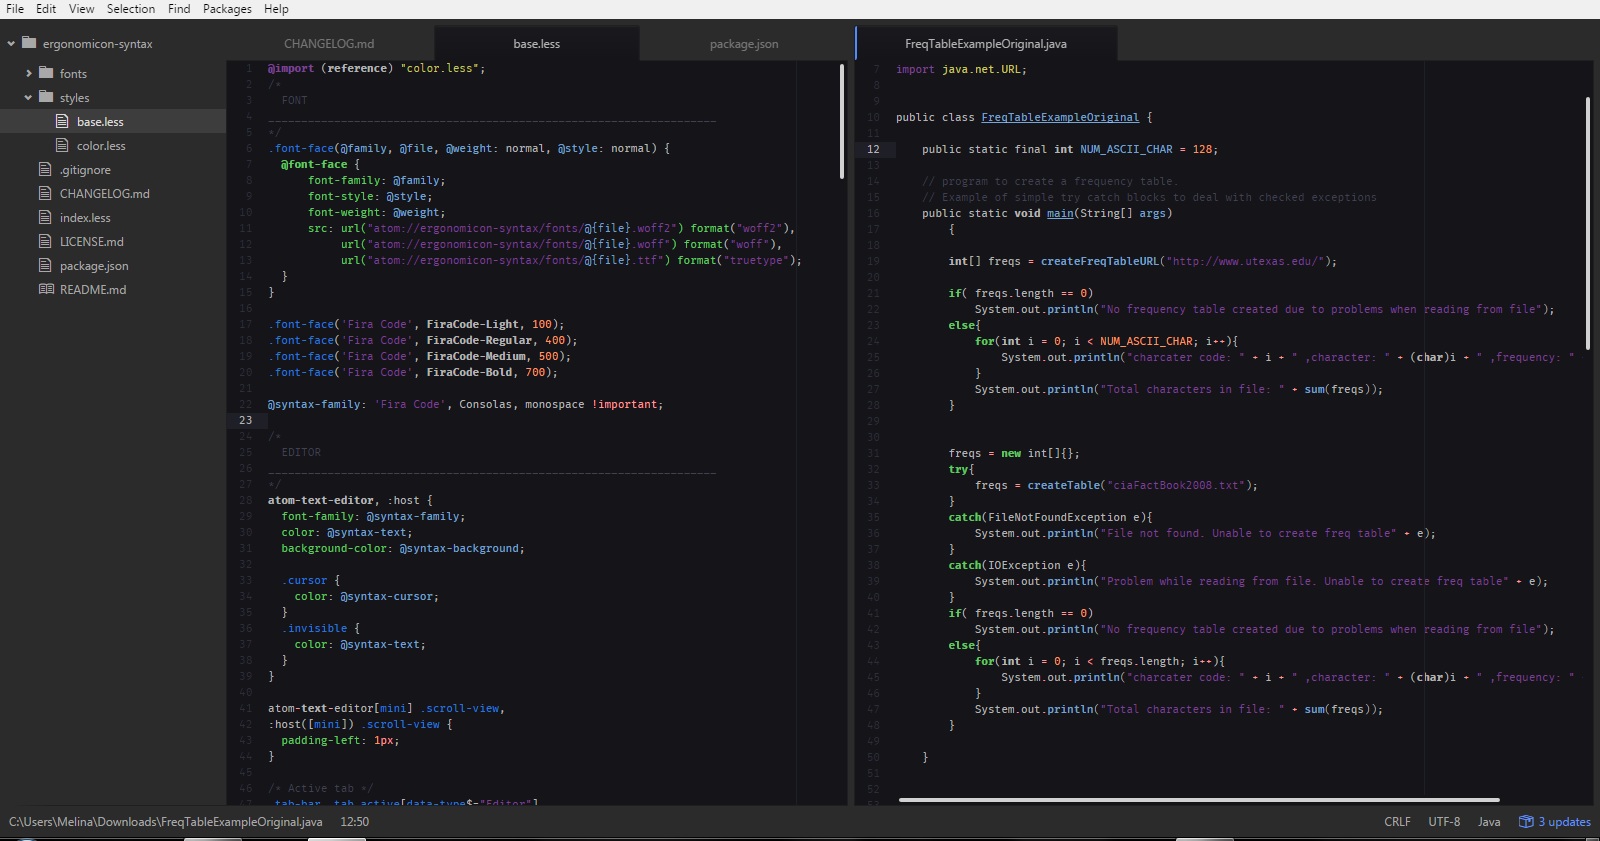 File Edit View Selection Find Packages Help
ergonomicon-syntax
fonts
styles
base.less
color.less
.gitignore
CHANGELOG.md
index.less
LICENSE.md
package.json
README.md
CHANGELOG.md base.less package.json
1 @import (reference) "color.less";
2 /*
3 FONT
4 ____________________________________________________________________
5 */
6 .font-face(@family, @file, @weight: normal, @style: normal) {
7 @font-face {
8 font-family: @family;
9 font-style: @style;
10 font-weight: @weight;
11 src: url("atom://ergonomicon-syntax/fonts/@{file}.woff2") format("woff2"),
12 url("atom://ergonomicon-syntax/fonts/@{file}.woff") format("woff"),
13 url("atom://ergonomicon-syntax/fonts/@{file}.ttf") format("truetype");
14 }
15 }
16
17 .font-face('Fira Code', FiraCode-Light, 100);
18 .font-face('Fira Code', FiraCode-Regular, 400);
19 .font-face('Fira Code', FiraCode-Medium, 500);
20 .font-face('Fira Code', FiraCode-Bold, 700);
21
22 @syntax-family: 'Fira Code', Consolas, monospace !important;
23
24 /*
25 EDITOR
26 ____________________________________________________________________
27 */
28 atom-text-editor, :host {
29 font-family: @syntax-family;
30 color: @syntax-text;
31 background-color: @syntax-background;
32
33 .cursor {
34 color: @syntax-cursor;
35 }
36 .invisible {
37 color: @syntax-text;
38 }
39 }
40
41 atom-text-editor[mini] .scroll-view,
42 :host([mini]) .scroll-view {
43 padding-left: 1px;
44 }
45
46 /* Active tab */
47 .tab-bar .tab.active[data-type$="Editor"]
FreqTableExampleOriginal.java
7 import java.net.URL;
8
9
10 public class FreqTableExampleOriginal {
11
12 public static final int NUM_ASCII_CHAR = 128;
13
14 // program to create a frequency table.
15 // Example of simple try catch blocks to deal with checked exceptions
16 public static void main(String[] args)
17 {
18
19 int[] freqs = createFreqTableURL("http://www.utexas.edu/");
20
21 if( freqs.length == 0)
22 System.out.println("No frequency table created due to problems when reading from file");
23 else{
24 for(int i = 0; i < NUM_ASCII_CHAR; i++){
25 System.out.println("charcater code: " + i + " ,character: " + (char)i + " ,frequency: "
26 }
27 System.out.println("Total characters in file: " + sum(freqs));
28 }
29
30
31 freqs = new int[]{};
32 try{
33 freqs = createTable("ciaFactBook2008.txt");
34 }
35 catch(FileNotFoundException e){
36 System.out.println("File not found. Unable to create freq table" + e);
37 }
38 catch(IOException e){
39 System.out.println("Problem while reading from file. Unable to create freq table" + e);
40 }
41 if( freqs.length == 0)
42 System.out.println("No frequency table created due to problems when reading from file");
43 else{
44 for(int i = 0; i < freqs.length; i++){
45 System.out.println("charcater code: " + i + " ,character: " + (char)i + " ,frequency: "
46 }
47 System.out.println("Total characters in file: " + sum(freqs));
48 }
49
50 }
51
52
53
C:\Users\Melina\Downloads\FreqTableExampleOriginal.java 12:50 CRLF UTF-8 Java 3 updates